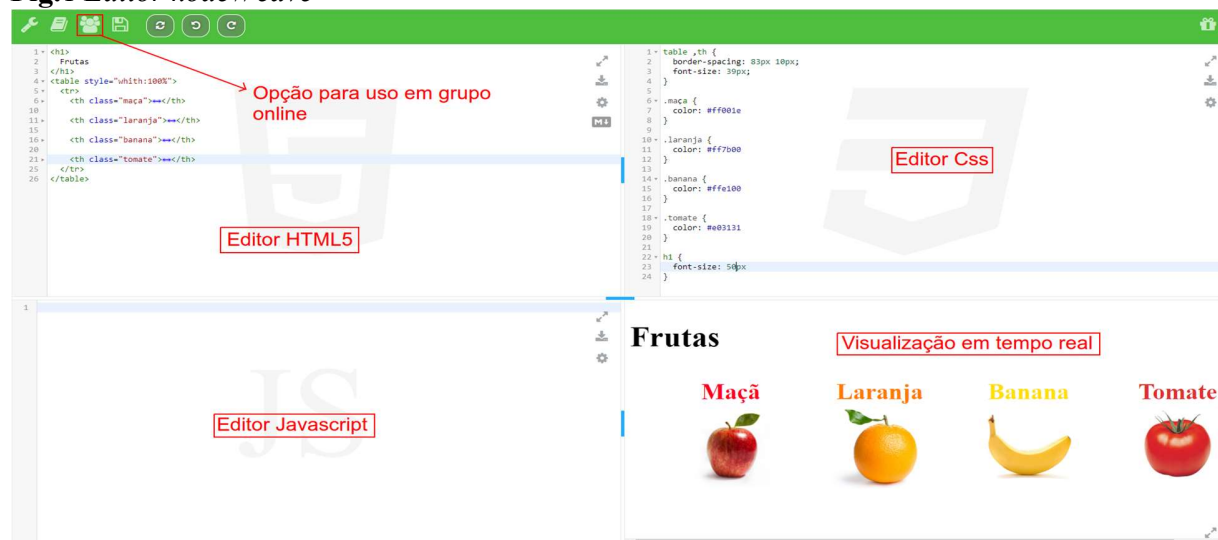 Fig.1 Editor kodeWeave
1 <h1>
2 Frutas
3 </h1>
4 <table style="whith:100%">
5 <tr>
6 <th class="maça">↔</th>
10
11 <th class="laranja">↔</th>
15
16 <th class="banana">↔</th>
20
21 <th class="tomate">↔</th>
25 </tr>
26 </table>
Opção para uso em grupo
online
Editor HTML5
1 table ,th {
2 border-spacing: 83px 10px;
3 font-size: 39px;
4 }
5
6 .maça {
7 color: #ff001e
8 }
9
10 .laranja {
11 color: #ff7b00
12 }
13
14 .banana {
15 color: #ffe100
16 }
17
18 .tomate {
19 color: #e03131
20 }
21
22 h1 {
23 font-size: 50px
24 }
Editor Css
M↓
1
JS
Editor Javascript
Frutas
Visualização em tempo real
Maçã Laranja Banana Tomate